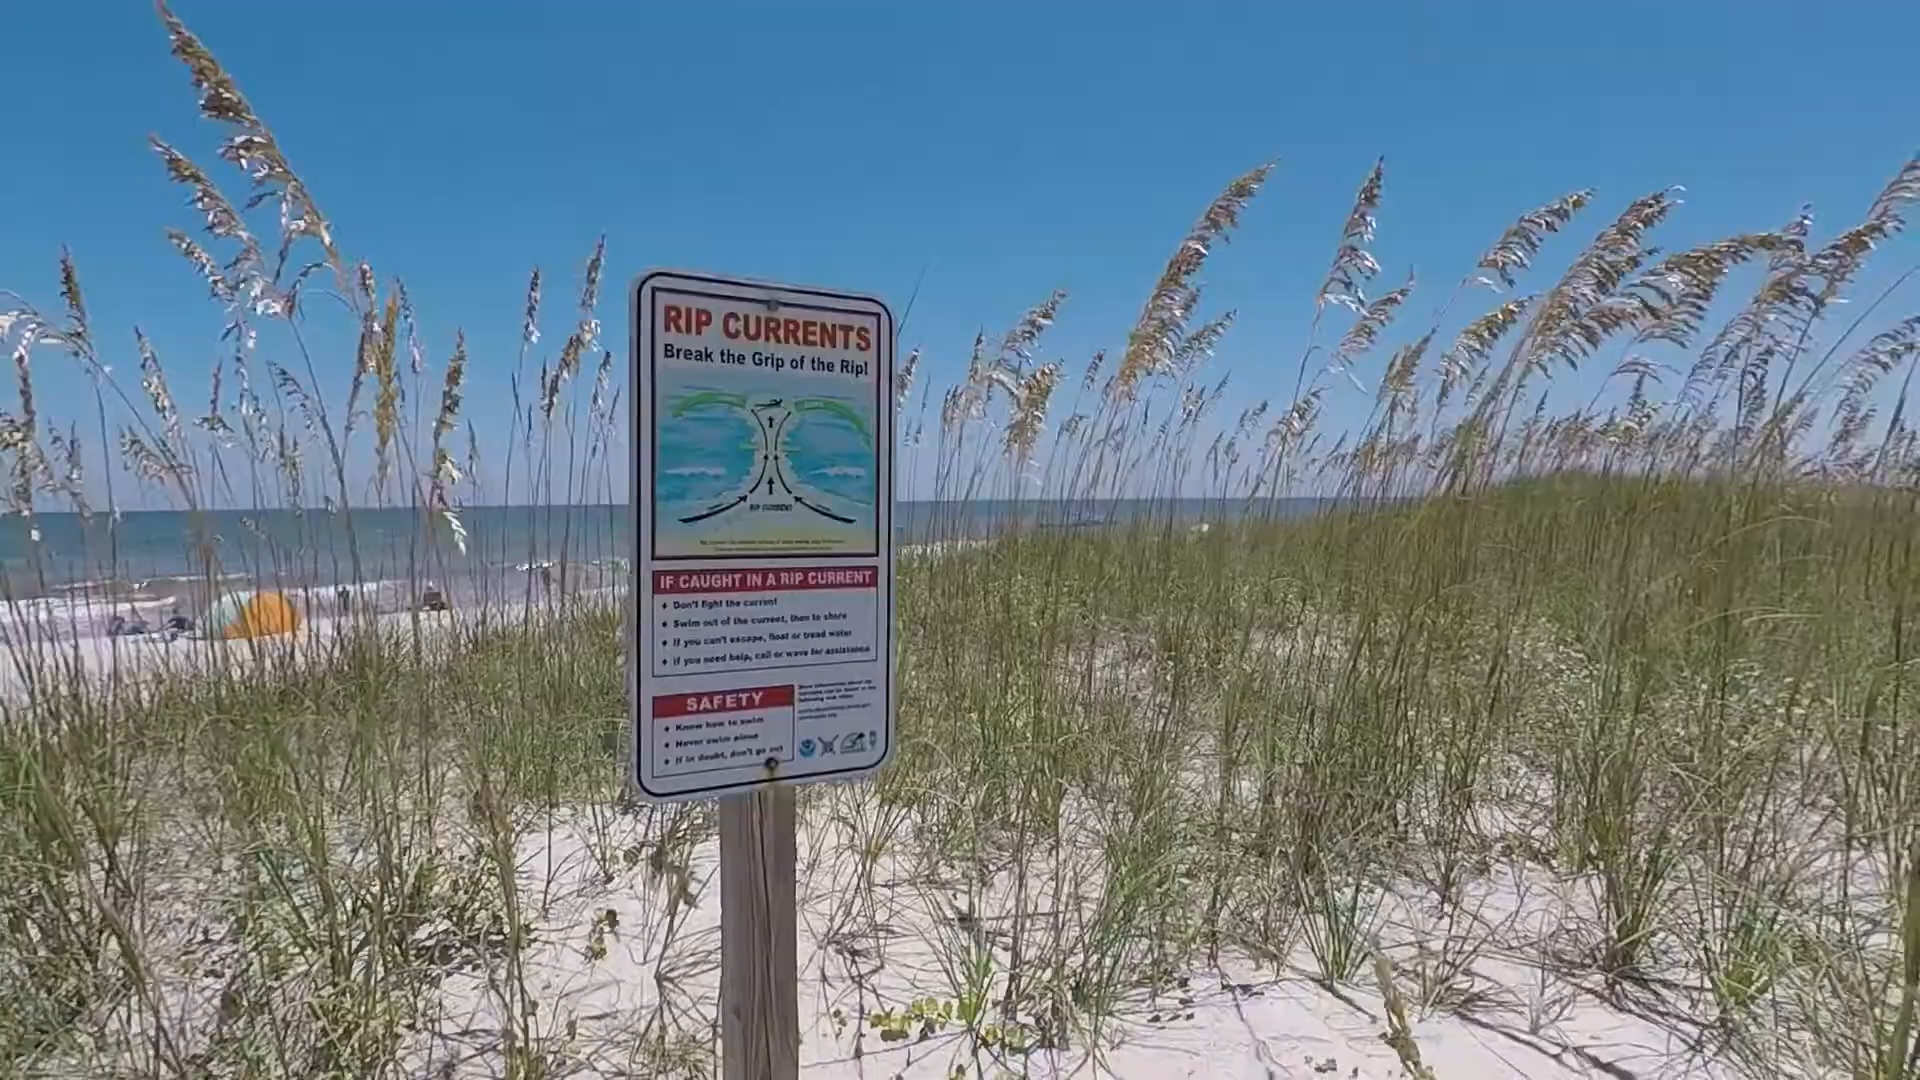 RIP CURRENTS
Break the Grip of the Rip!
RIP CURRENT
IF CAUGHT IN A RIP CURRENT
♦ Don't fight the current
♦ Swim out of the current, then to shore
♦ If you can't escape, float or tread water
♦ If you need help, call or wave for assistance
SAFETY
♦ Know how to swim
♦ Never swim alone
♦ If in doubt, don't go out